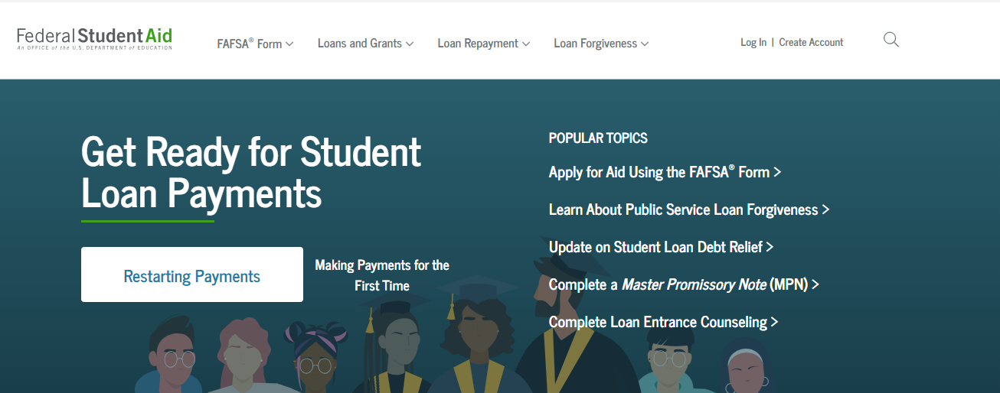 Federal Student Aid
An OFFICE of the U.S. DEPARTMENT of EDUCATION
FAFSA® Form
Loans and Grants
Loan Repayment
Loan Forgiveness
Log In | Create Account
Get Ready for Student
Loan Payments
Restarting Payments
Making Payments for the
First Time
POPULAR TOPICS
Apply for Aid Using the FAFSA® Form >
Learn About Public Service Loan Forgiveness >
Update on Student Loan Debt Relief >
Complete a Master Promissory Note (MPN) >
Complete Loan Entrance Counseling >